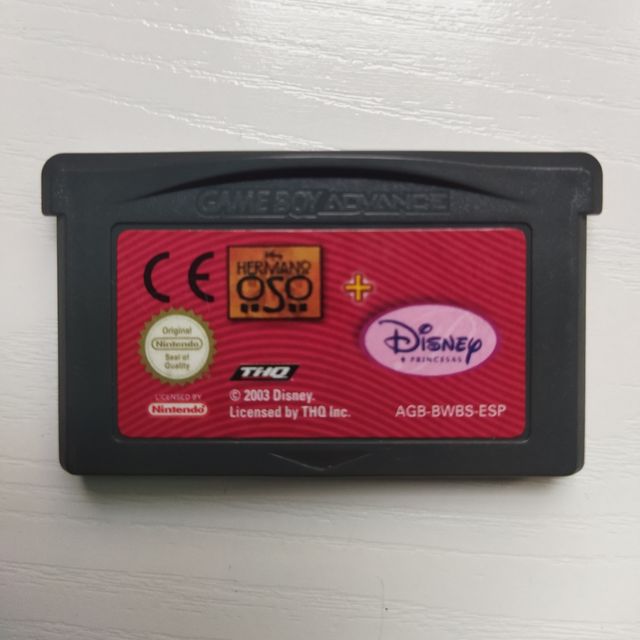 GAME BOY ADVANCE
CE
HERMANO
OSO
+
Disney
PRINCESAS
Original
Nintendo
Seal of
Quality
THQ
LICENSED BY
Nintendo
© 2003 Disney.
Licensed by THQ Inc.
AGB-BWBS-ESP